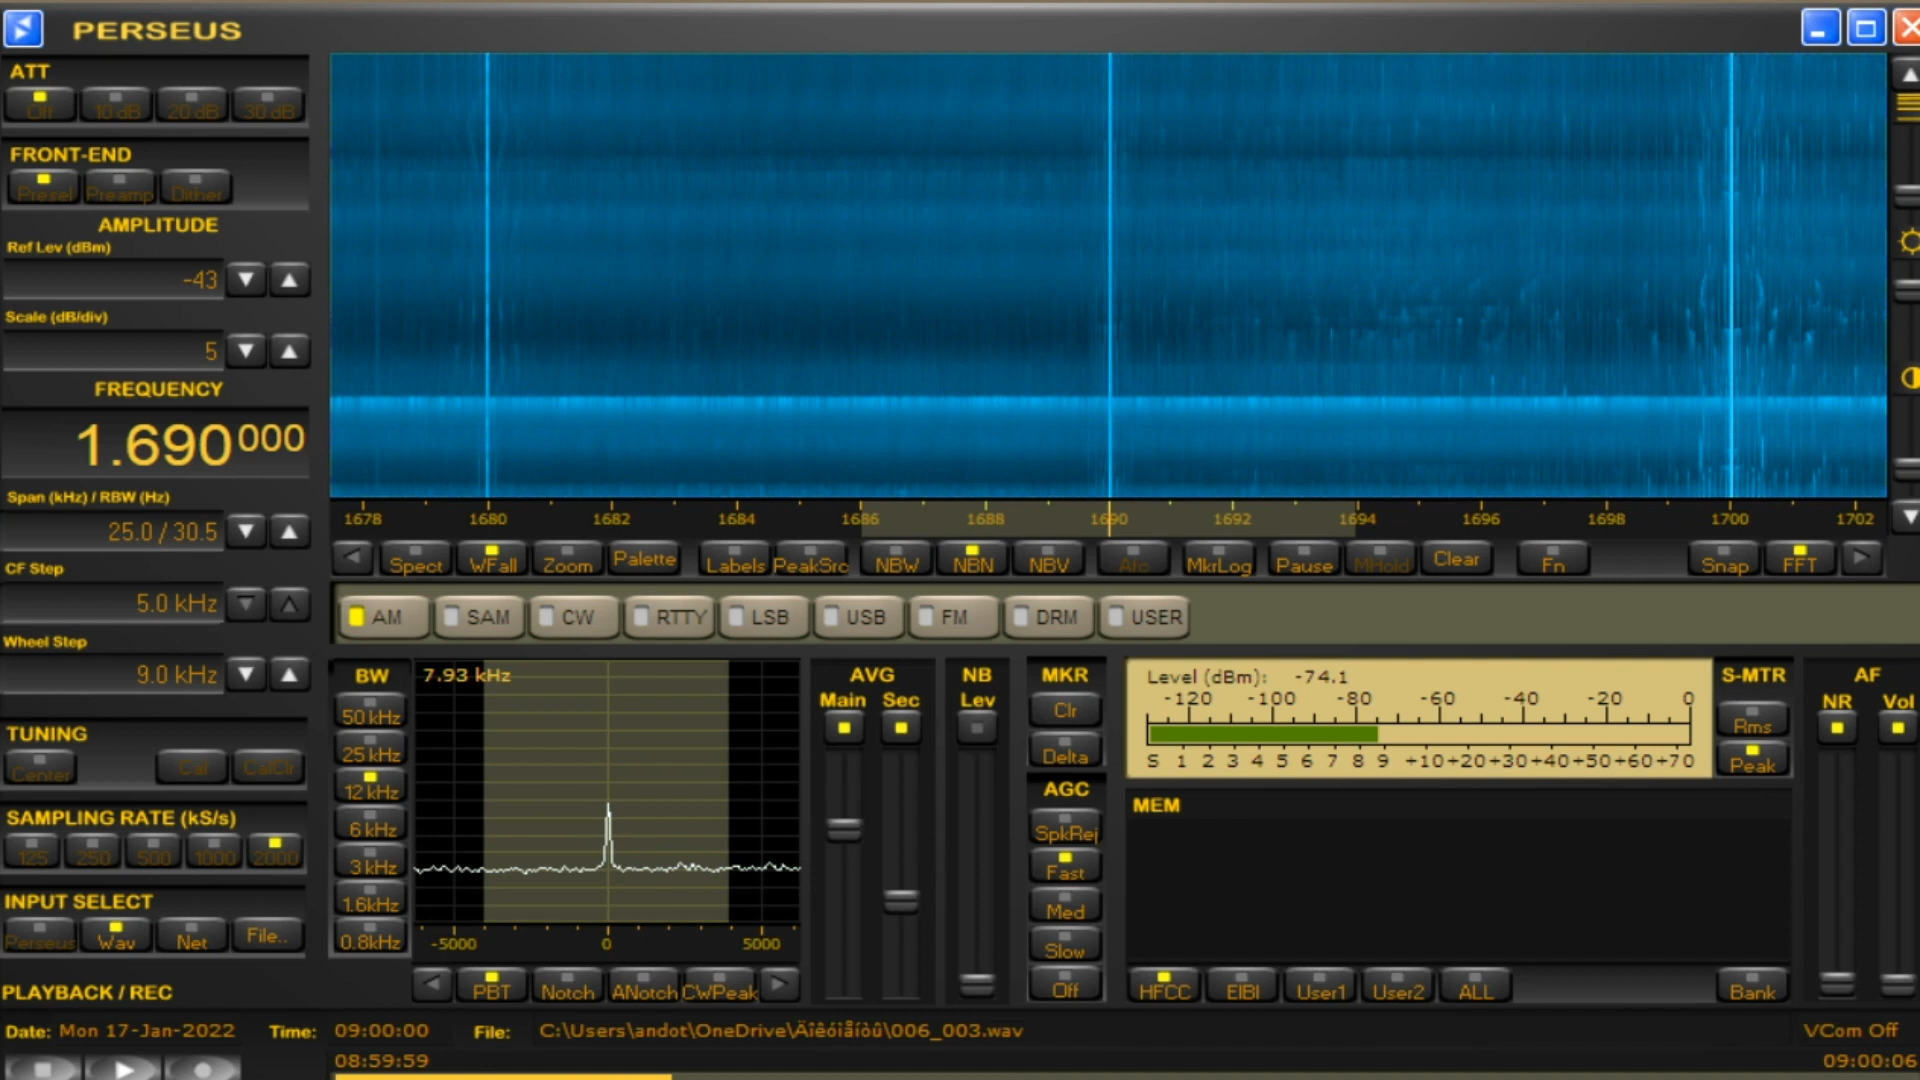 PERSEUS
ATT
Off 10 dB 20 dB 30 dB
FRONT-END
Presel Preamp Dither
AMPLITUDE
Ref Lev (dBm)
-43
Scale (dB/div)
5
FREQUENCY
1.690000
Span (kHz) / RBW (Hz)
25.0 / 30.5
CF Step
5.0 kHz
Wheel Step
9.0 kHz
TUNING
Center Cal CalClr
SAMPLING RATE (kS/s)
125 250 500 1000 2000
INPUT SELECT
Perseus Wav Net File..
PLAYBACK / REC
1678 1680 1682 1684 1686 1688 1690 1692 1694 1696 1698 1700 1702
Spect WFall Zoom Palette Labels PeakSrc NBW NBN NBV Afc MkrLog Pause MHold Clear Fn Snap FFT
AM SAM CW RTTY LSB USB FM DRM USER
BW
50 kHz
25 kHz
12 kHz
6 kHz
3 kHz
1.6kHz
0.8kHz
7.93 kHz
-5000 0 5000
PBT Notch ANotch CWPeak
AVG
Main Sec
NB
Lev
MKR
Clr
Delta
AGC
SpkRej
Fast
Med
Slow
Off
Level (dBm): -74.1
-120 -100 -80 -60 -40 -20 0
S 1 2 3 4 5 6 7 8 9 +10+20+30+40+50+60+70
S-MTR
Rms
Peak
AF
NR Vol
MEM
HFCC EIBI User1 User2 ALL Bank
Date: Mon 17-Jan-2022 Time: 09:00:00 File: C:\Users\andot\OneDrive\Äîêóìåíòû\006_003.wav VCom Off
08:59:59 09:00:06